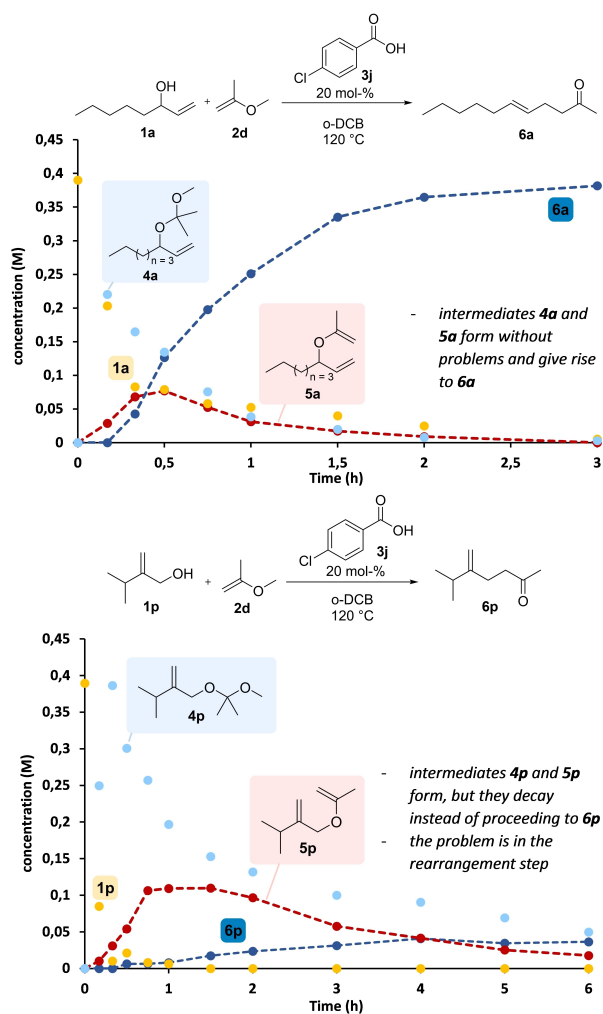 O
OH
Cl
3j
20 mol-%
OH
O
+
O
1a
2d
o-DCB
120 °C
6a
0,45
0,4
0,35
0,3
0,25
0,2
0,15
0,1
0,05
0
concentration (M)
O
O
n = 3
4a
6a
1a
O
n = 3
5a
- intermediates 4a and
5a form without
problems and give rise
to 6a
0
0,5
1
1,5
2
2,5
3
Time (h)
O
OH
Cl
3j
20 mol-%
OH
+
O
1p
2d
o-DCB
120 °C
O
6p
0,45
0,4
0,35
0,3
0,25
0,2
0,15
0,1
0,05
0
concentration (M)
O
O
4p
O
5p
1p
6p
- intermediates 4p and 5p
form, but they decay
instead of proceeding to 6p
- the problem is in the
rearrangement step
0
1
2
3
4
5
6
Time (h)